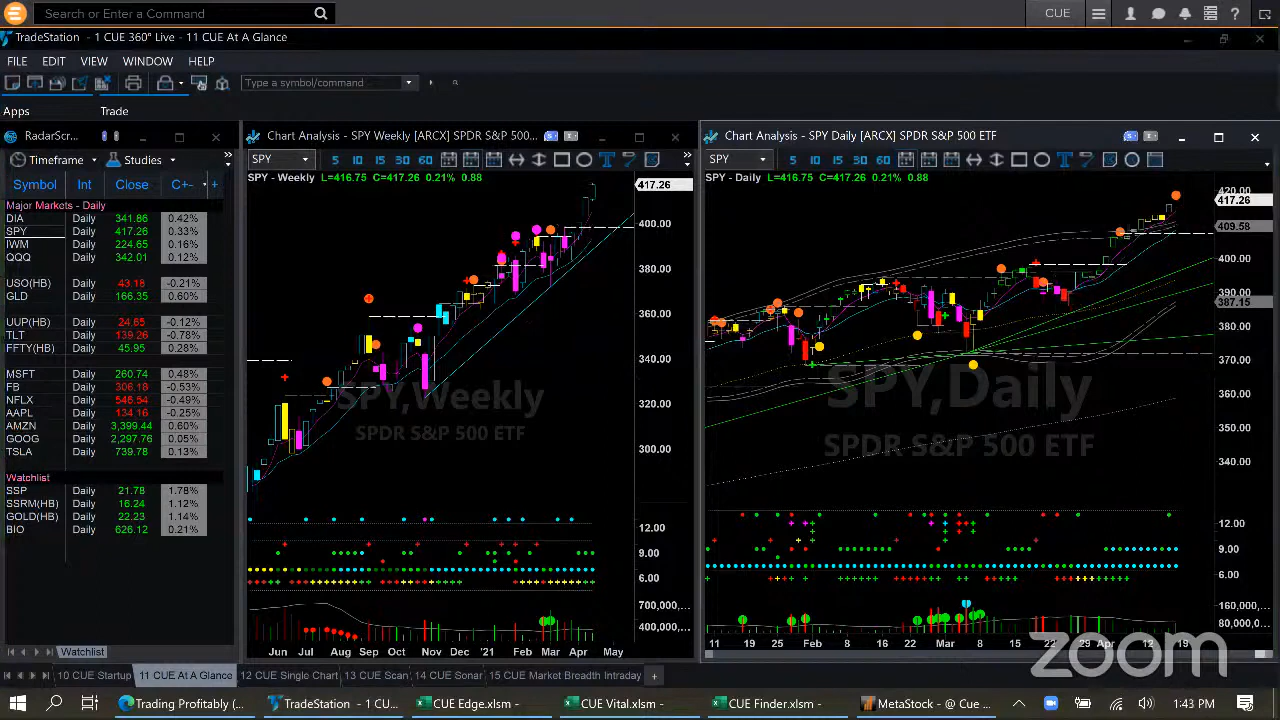 Search or Enter a Command
CUE
TradeStation - 1 CUE 360° Live - 11 CUE At A Glance
FILE EDIT VIEW WINDOW HELP
Type a symbol/command
Apps Trade
RadarScr...
Timeframe Studies
Symbol Int Close C+- +
Major Markets - Daily
DIA Daily 341.86 0.42%
SPY Daily 417.26 0.33%
IWM Daily 224.65 0.16%
QQQ Daily 342.01 0.12%
USO(HB) Daily 43.18 -0.21%
GLD Daily 166.35 0.60%
UUP(HB) Daily 24.65 -0.12%
TLT Daily 139.26 -0.78%
FFTY(HB) Daily 45.95 0.28%
MSFT Daily 260.74 0.48%
FB Daily 306.18 -0.53%
NFLX Daily 546.54 -0.49%
AAPL Daily 134.16 -0.25%
AMZN Daily 3,399.44 0.60%
GOOG Daily 2,297.76 0.05%
TSLA Daily 739.78 0.13%
Watchlist
SSP Daily 21.78 1.78%
SSRM(HB) Daily 16.24 1.12%
GOLD(HB) Daily 22.23 1.14%
BIO Daily 626.12 0.21%
Watchlist
Chart Analysis - SPY Weekly [ARCX] SPDR S&P 500...
SPY 5 10 15 30 60
SPY - Weekly L=416.75 C=417.26 0.21% 0.88
417.26
400.00
380.00
360.00
340.00
320.00
300.00
SPY,Weekly
SPDR S&P 500 ETF
12.00
9.00
6.00
700,000,...
400,000,...
Jun Jul Aug Sep Oct Nov Dec '21 Feb Mar Apr May
Chart Analysis - SPY Daily [ARCX] SPDR S&P 500 ETF
SPY 5 10 15 30 60
SPY - Daily L=416.75 C=417.26 0.21% 0.88
420.00
417.26
409.58
400.00
387.15
380.00
370.00
360.00
350.00
340.00
SPY,Daily
SPDR S&P 500 ETF
12.00
9.00
6.00
160,000,...
80,000,...
11 19 25 Feb 8 16 22 Mar 8 15 22 29 Apr 12 19
zoom
10 CUE Startup 11 CUE At A Glance 12 CUE Single Chart 13 CUE Scan 14 CUE Sonar 15 CUE Market Breadth Intraday +
Trading Profitably (... TradeStation - 1 CU... CUE Edge.xlsm - CUE Vital.xlsm - CUE Finder.xlsm - MetaStock - @ Cue ... 1:43 PM